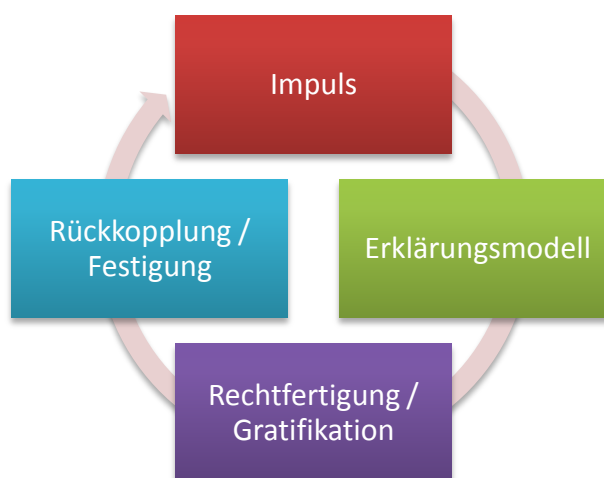 Impuls
Erklärungsmodell
Rechtfertigung /
Gratifikation
Rückkopplung /
Festigung